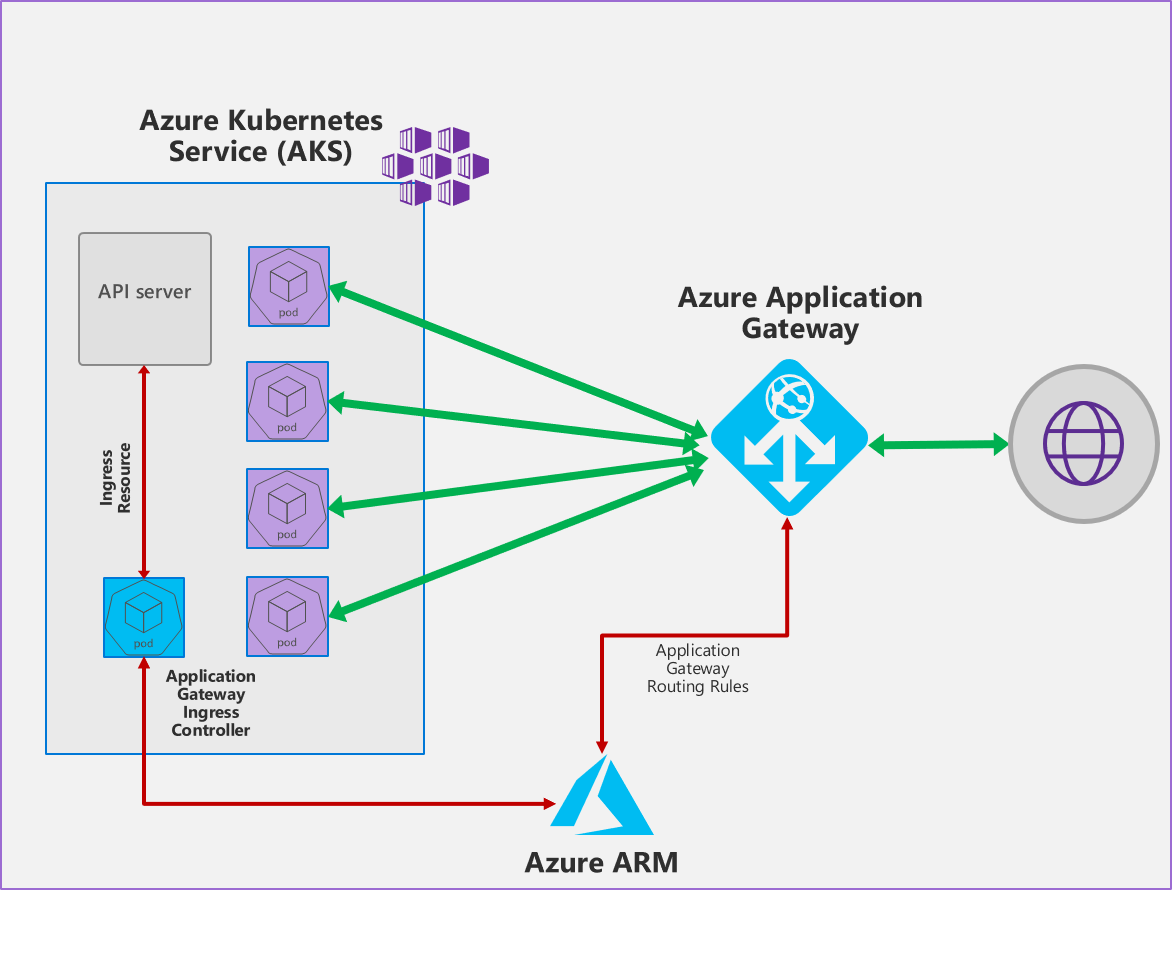 Azure Kubernetes
Service (AKS)
API server
pod
pod
pod
pod
Ingress
Resource
pod
Application
Gateway
Ingress
Controller
Azure Application
Gateway
Application
Gateway
Routing Rules
Azure ARM